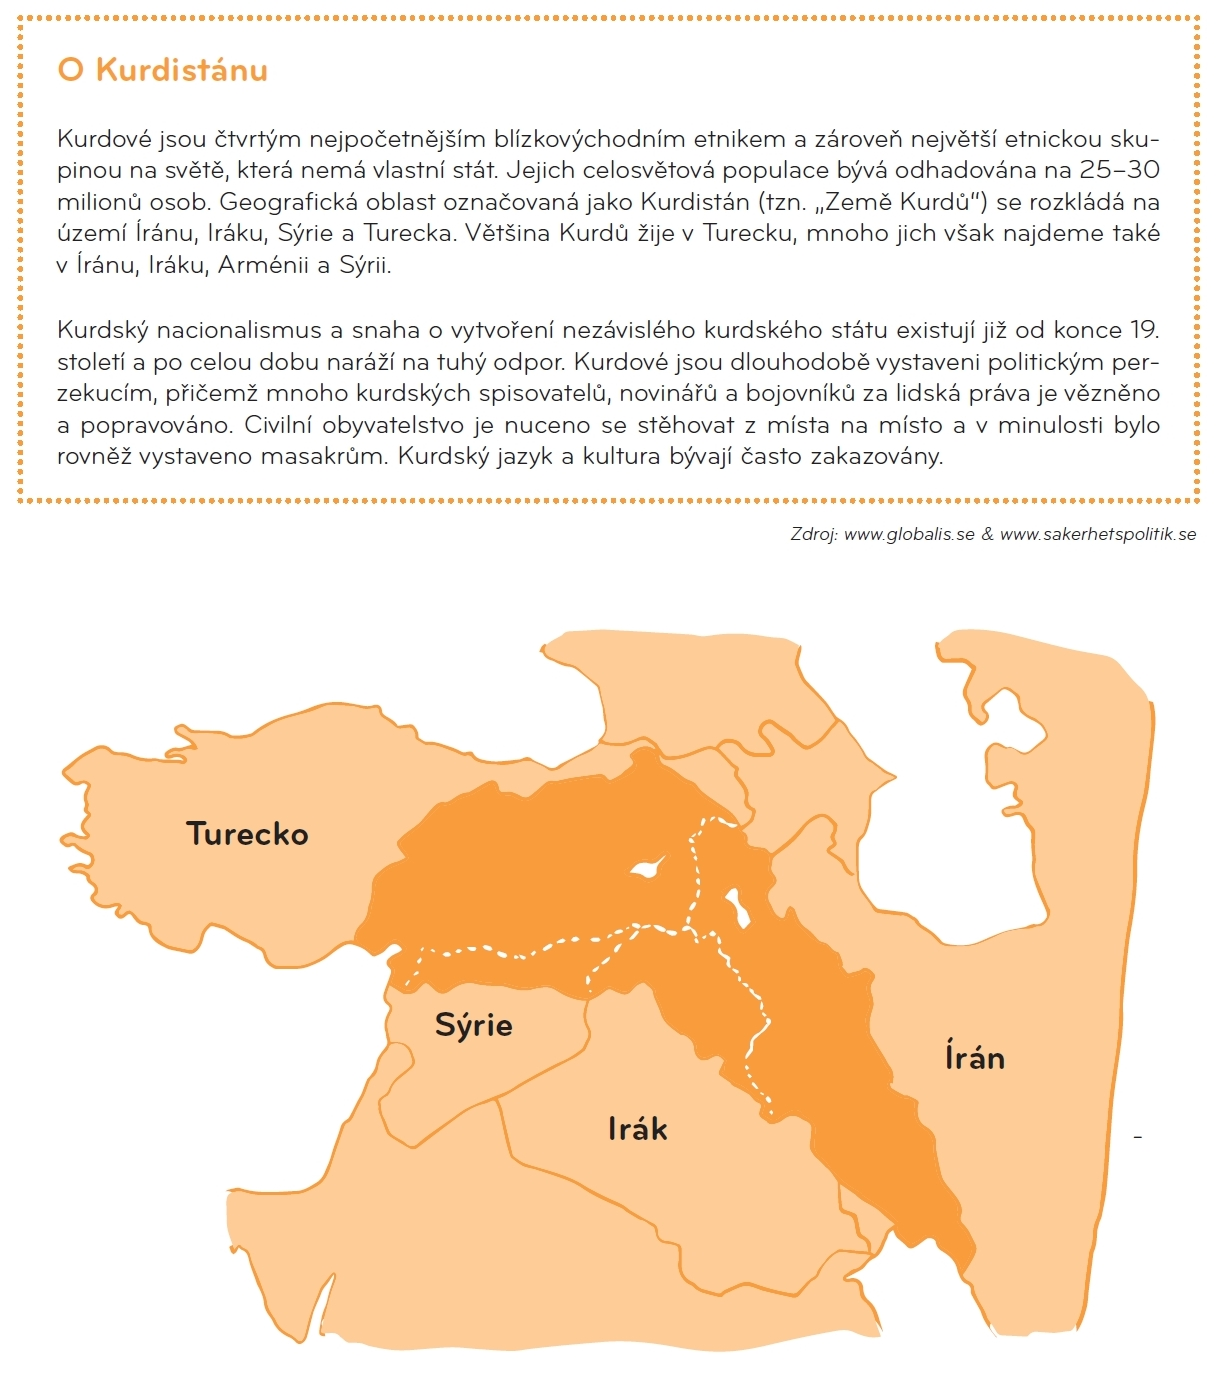 O Kurdistánu
Kurdové jsou čtvrtým nejpočetnějším blízkovýchodním etnikem a zároveň největší etnickou sku-
pinou na světě, která nemá vlastní stát. Jejich celosvětová populace bývá odhadována na 25–30
milionů osob. Geografická oblast označovaná jako Kurdistán (tzn. „Země Kurdů“) se rozkládá na
území Íránu, Iráku, Sýrie a Turecka. Většina Kurdů žije v Turecku, mnoho jich však najdeme také
v Íránu, Iráku, Arménii a Sýrii.
Kurdský nacionalismus a snaha o vytvoření nezávislého kurdského státu existují již od konce 19.
století a po celou dobu naráží na tuhý odpor. Kurdové jsou dlouhodobě vystaveni politickým per-
zekucím, přičemž mnoho kurdských spisovatelů, novinářů a bojovníků za lidská práva je vězněno
a popravováno. Civilní obyvatelstvo je nuceno se stěhovat z místa na místo a v minulosti bylo
rovněž vystaveno masakrům. Kurdský jazyk a kultura bývají často zakazovány.
Zdroj: www.globalis.se & www.sakerhetspolitik.se
Turecko
Sýrie
Írán
Irák
-